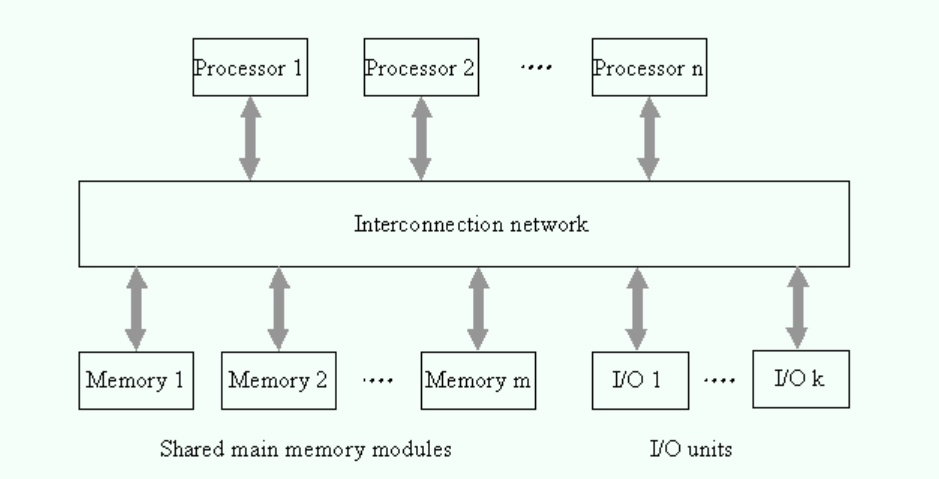 Processor 1 Processor 2 .... Processor n
Interconnection network
Memory 1 Memory 2 .... Memory m I/O 1 .... I/O k
Shared main memory modules I/O units